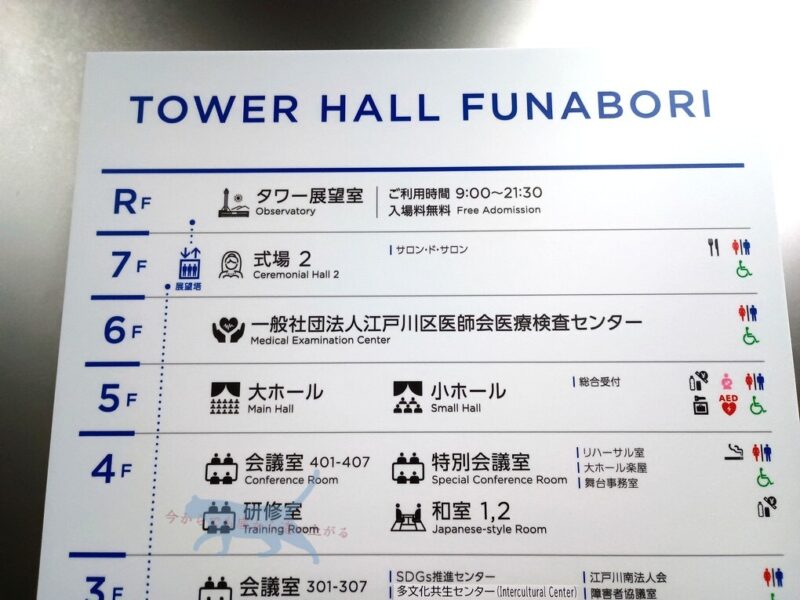 TOWER HALL FUNABORI
RF
タワー展望室
Observatory
ご利用時間 9:00～21:30
入場料無料 Free Adomission
7F
展望塔
式場 2
Ceremonial Hall 2
サロン・ド・サロン
6F
一般社団法人江戸川区医師会医療検査センター
Medical Examination Center
5F
大ホール
Main Hall
小ホール
Small Hall
総合受付
AED
4F
会議室 401-407
Conference Room
特別会議室
Special Conference Room
リハーサル室
大ホール楽屋
舞台事務室
研修室
Training Room
和室 1,2
Japanese-style Room
今から
がる
3F
会議室 301-307
SDGs推進センター
多文化共生センター(Intercultural Center)
江戸川南法人会
障害者協議室